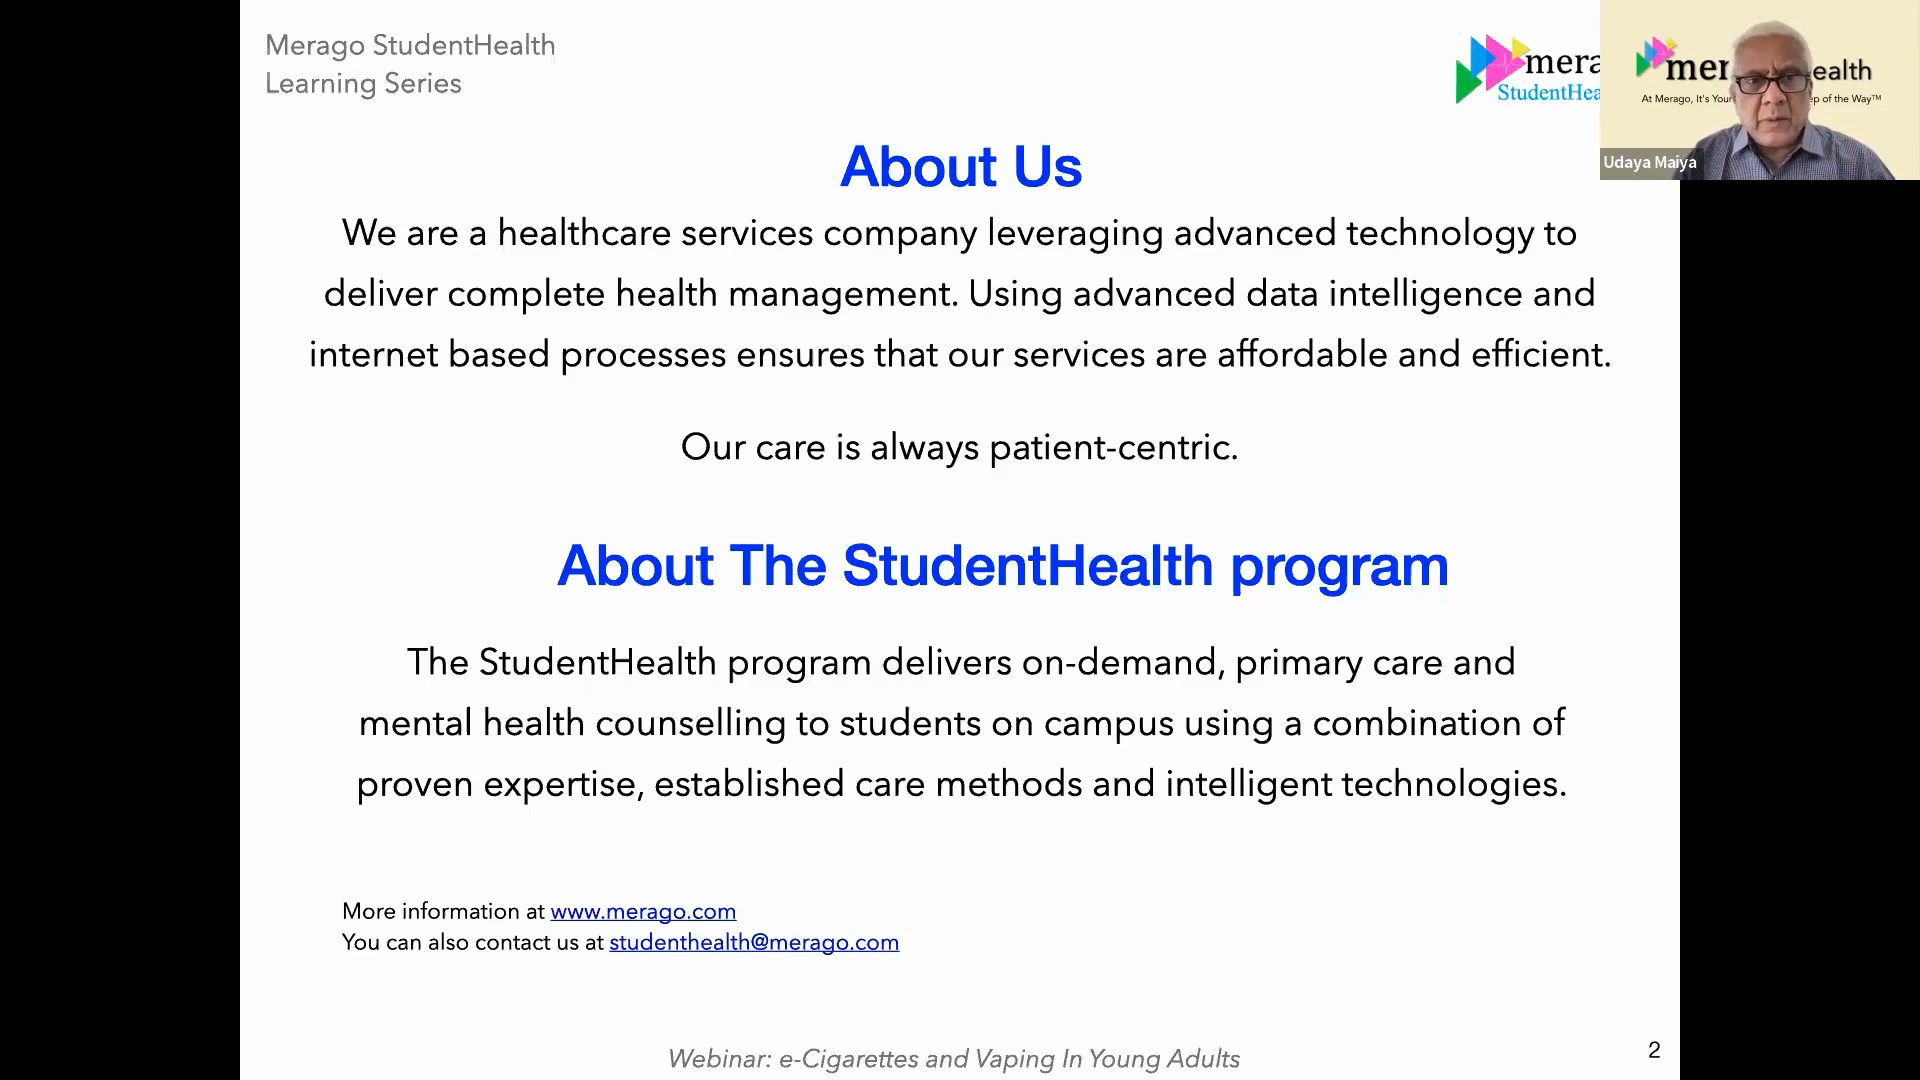 Merago StudentHealth
Learning Series
StudentHea
At Merago, It's Your
ep of the Way™
ealth
Udaya Maiya
About Us
We are a healthcare services company leveraging advanced technology to
deliver complete health management. Using advanced data intelligence and
internet based processes ensures that our services are affordable and efficient.
Our care is always patient-centric.
About The StudentHealth program
The StudentHealth program delivers on-demand, primary care and
mental health counselling to students on campus using a combination of
proven expertise, established care methods and intelligent technologies.
More information at www.merago.com
You can also contact us at studenthealth@merago.com
Webinar: e-Cigarettes and Vaping In Young Adults
2